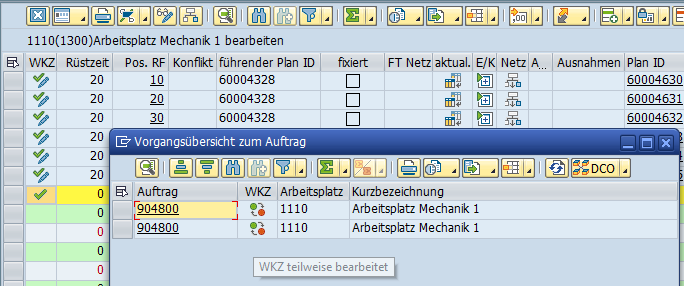 1110(1300)Arbeitsplatz Mechanik 1 bearbeiten
WKZ Rüstzeit Pos. RF Konflikt führender Plan ID fixiert FT Netz aktual. E/K Netz A... Ausnahmen Plan ID
20 10 60004328 60004630
20 20 60004328 60004631
20 30 60004328 60004632
Vorgangsübersicht zum Auftrag
20
20
20
0
DCO
Auftrag WKZ Arbeitsplatz Kurzbezeichnung
904800 1110 Arbeitsplatz Mechanik 1
904800 1110 Arbeitsplatz Mechanik 1
0
0
0
WKZ teilweise bearbeitet
0